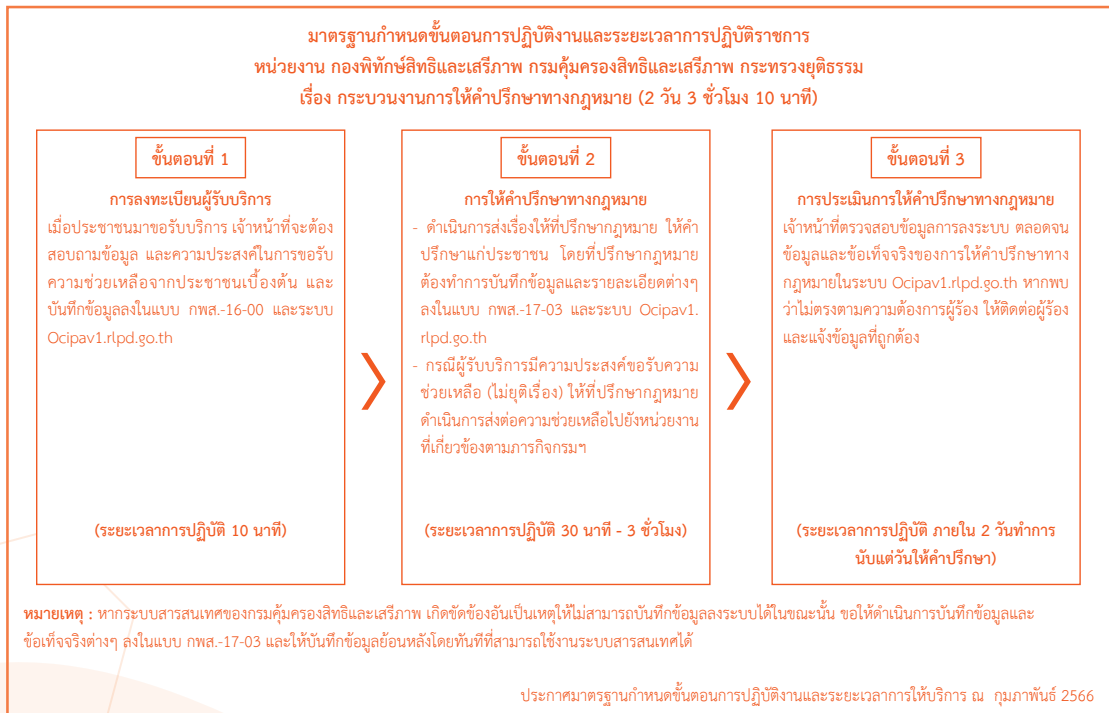 มาตรฐานกำหนดขั้นตอนการปฏิบัติงานและระยะเวลาการปฏิบัติราชการ
หน่วยงาน กองพิทักษ์สิทธิและเสรีภาพ กรมคุ้มครองสิทธิและเสรีภาพ กระทรวงยุติธรรม
เรื่อง กระบวนงานการให้คำปรึกษาทางกฎหมาย (2 วัน 3 ชั่วโมง 10 นาที)
ขั้นตอนที่ 1
การลงทะเบียนผู้รับบริการ
เมื่อประชาชนมาขอรับบริการ เจ้าหน้าที่จะต้อง
สอบถามข้อมูล และความประสงค์ในการขอรับ
ความช่วยเหลือจากประชาชนเบื้องต้น และ
บันทึกข้อมูลลงในแบบ กพส.-16-00 และระบบ
Ocipav1.rlpd.go.th
(ระยะเวลาการปฏิบัติ 10 นาที)
ขั้นตอนที่ 2
การให้คำปรึกษาทางกฎหมาย
- ดำเนินการส่งเรื่องให้ที่ปรึกษากฎหมาย ให้คำ
ปรึกษาแก่ประชาชน โดยที่ปรึกษากฎหมาย
ต้องทำการบันทึกข้อมูลและรายละเอียดต่างๆ
ลงในแบบ กพส.-17-03 และระบบ Ocipav1.
rlpd.go.th
- กรณีผู้รับบริการมีความประสงค์ขอรับความ
ช่วยเหลือ (ไม่ยุติเรื่อง) ให้ที่ปรึกษากฎหมาย
ดำเนินการส่งต่อความช่วยเหลือไปยังหน่วยงาน
ที่เกี่ยวข้องตามภารกิจกรมฯ
(ระยะเวลาการปฏิบัติ 30 นาที - 3 ชั่วโมง)
ขั้นตอนที่ 3
การประเมินการให้คำปรึกษาทางกฎหมาย
เจ้าหน้าที่ตรวจสอบข้อมูลการลงระบบ ตลอดจน
ข้อมูลและข้อเท็จจริงของการให้คำปรึกษาทาง
กฎหมายในระบบ Ocipav1.rlpd.go.th หากพบ
ว่าไม่ตรงตามความต้องการผู้ร้อง ให้ติดต่อผู้ร้อง
และแจ้งข้อมูลที่ถูกต้อง
(ระยะเวลาการปฏิบัติ ภายใน 2 วันทำการ
นับแต่วันให้คำปรึกษา)
หมายเหตุ : หากระบบสารสนเทศของกรมคุ้มครองสิทธิและเสรีภาพ เกิดขัดข้องอันเป็นเหตุให้ไม่สามารถบันทึกข้อมูลลงระบบได้ในขณะนั้น ขอให้ดำเนินการบันทึกข้อมูลและ
ข้อเท็จจริงต่างๆ ลงในแบบ กพส.-17-03 และให้บันทึกข้อมูลย้อนหลังโดยทันทีที่สามารถใช้งานระบบสารสนเทศได้
ประกาศมาตรฐานกำหนดขั้นตอนการปฏิบัติงานและระยะเวลาการให้บริการ ณ กุมภาพันธ์ 2566